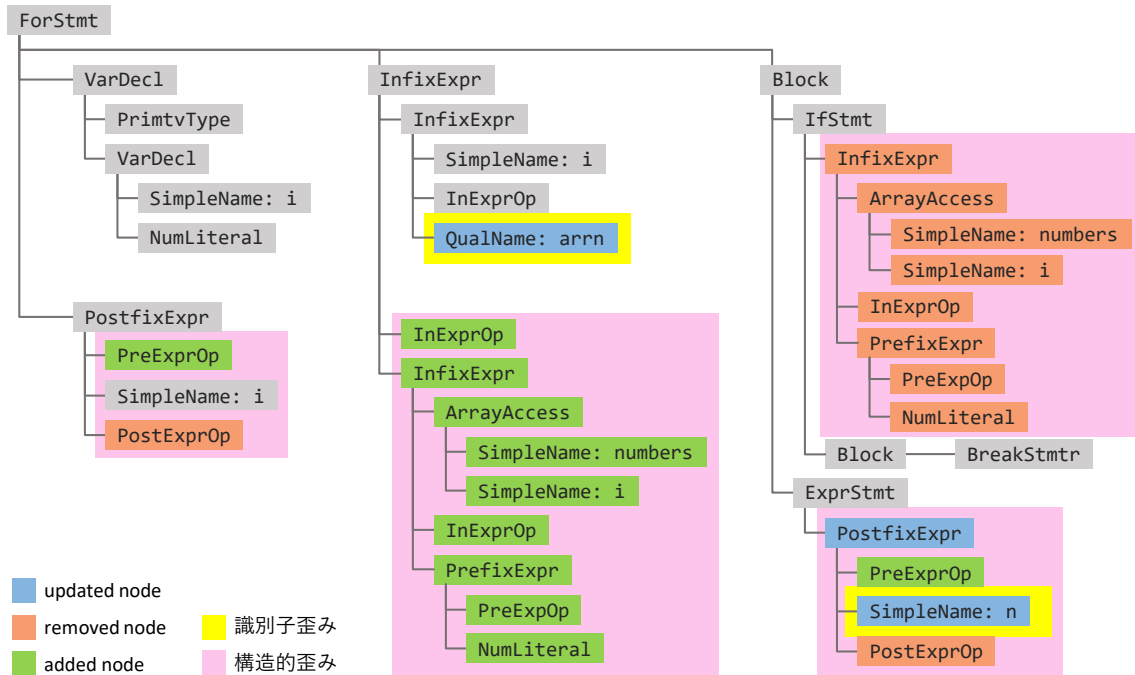 ForStmt
VarDecl
PrimtvType
VarDecl
SimpleName: i
NumLiteral
PostfixExpr
PreExprOp
SimpleName: i
PostExprOp
InfixExpr
InfixExpr
SimpleName: i
InExprOp
QualName: arrn
InExprOp
InfixExpr
ArrayAccess
SimpleName: numbers
SimpleName: i
InExprOp
PrefixExpr
PreExpOp
NumLiteral
Block
IfStmt
InfixExpr
ArrayAccess
SimpleName: numbers
SimpleName: i
InExprOp
PrefixExpr
PreExpOp
NumLiteral
Block
BreakStmtr
ExprStmt
PostfixExpr
PreExprOp
SimpleName: n
PostExprOp
updated node
removed node
added node
識別子歪み
構造的歪み